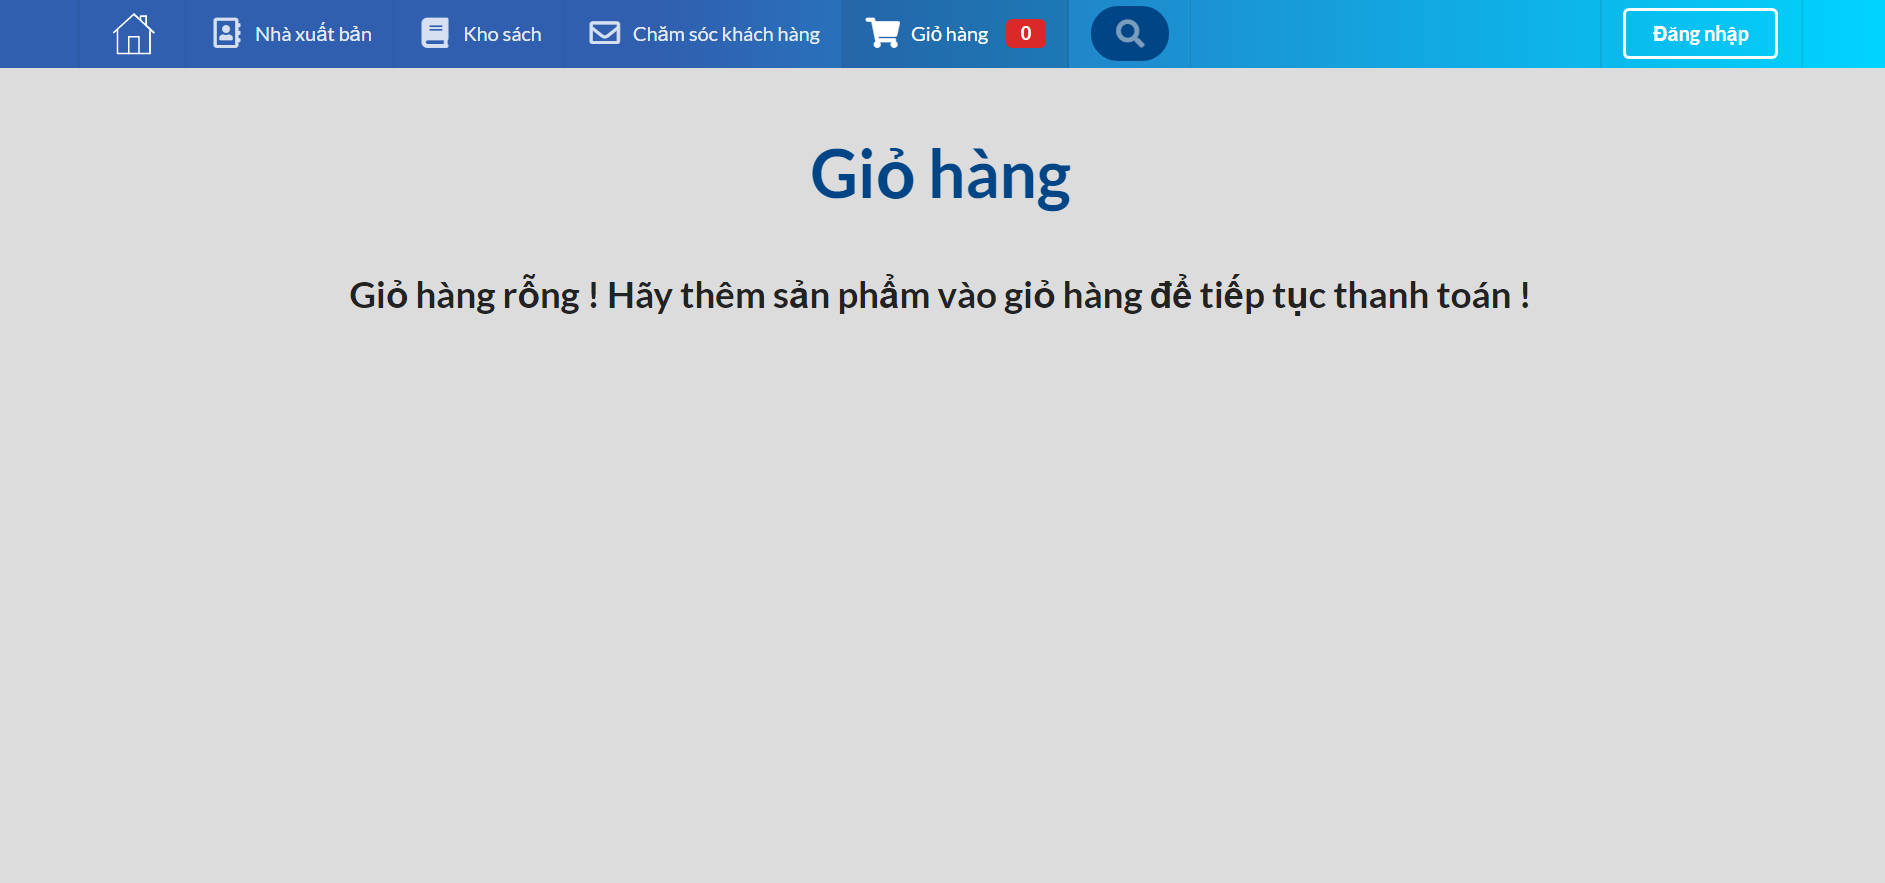 Nhà xuất bản Kho sách Chăm sóc khách hàng Giỏ hàng 0 Đăng nhập
Giỏ hàng
Giỏ hàng rỗng ! Hãy thêm sản phẩm vào giỏ hàng để tiếp tục thanh toán !